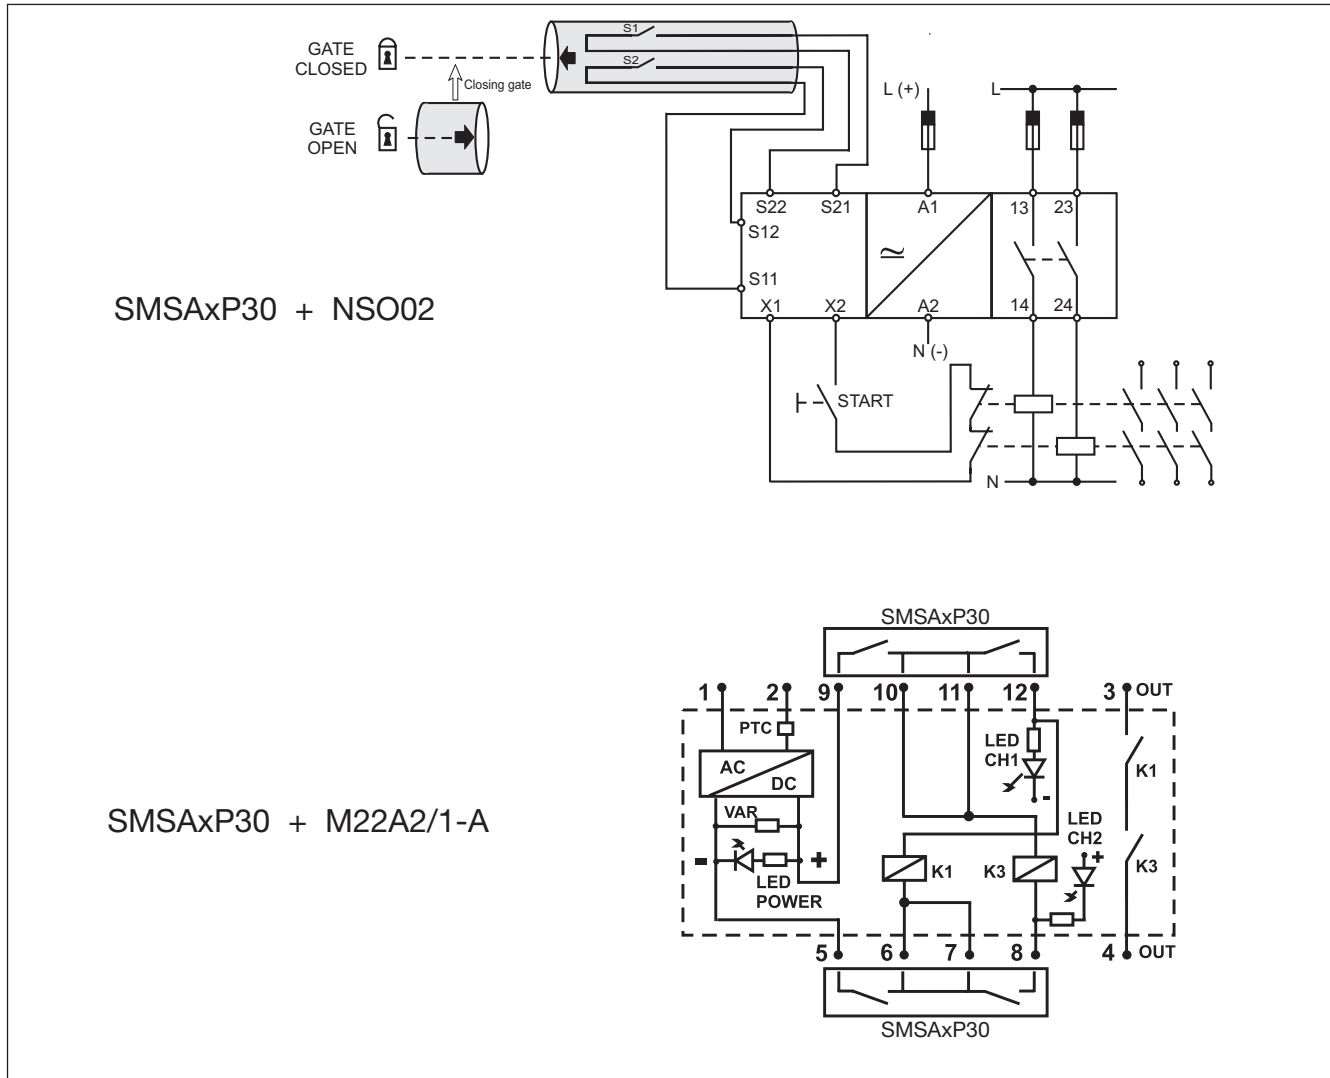 GATE
CLOSED
Closing gate
GATE
OPEN
S1
S2
L (+)
L
S22
S21
A1
13
23
S12
≃
S11
X1
X2
A2
14
24
N (-)
START
N
SMSAxP30 + NSO02
SMSAxP30
1
2
9
10
11
12
3
OUT
PTC
AC
DC
LED
CH1
-
K1
VAR
LED
CH2
+
-
+
K1
K3
K3
LED
POWER
SMSAxP30 + M22A2/1-A
5
6
7
8
4
OUT
SMSAxP30